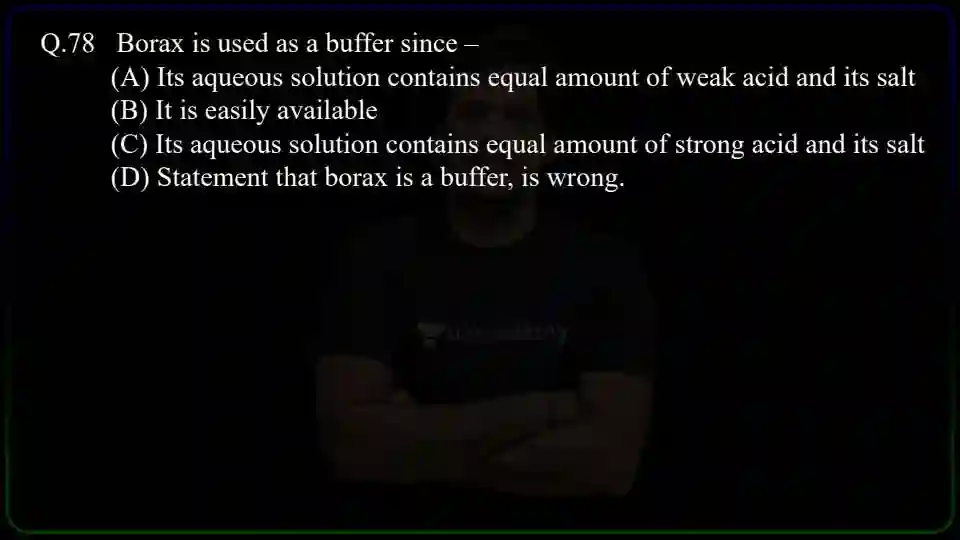 Q.78 Borax is used as a buffer since –
(A) Its aqueous solution contains equal amount of weak acid and its salt
(B) It is easily available
(C) Its aqueous solution contains equal amount of strong acid and its salt
(D) Statement that borax is a buffer, is wrong.